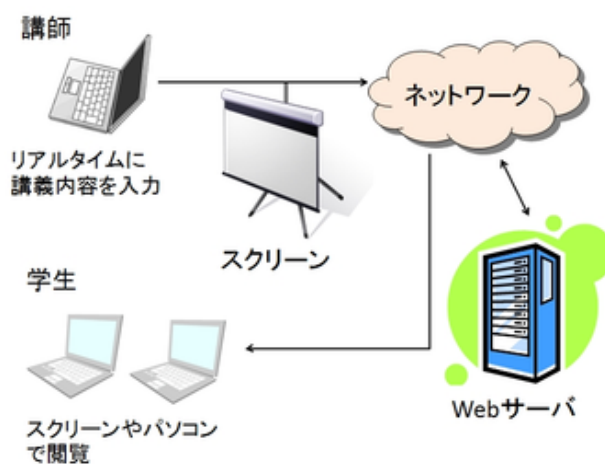 講師
リアルタイムに
講義内容を入力
ネットワーク
スクリーン
学生
スクリーンやパソコン
で閲覧
Webサーバ